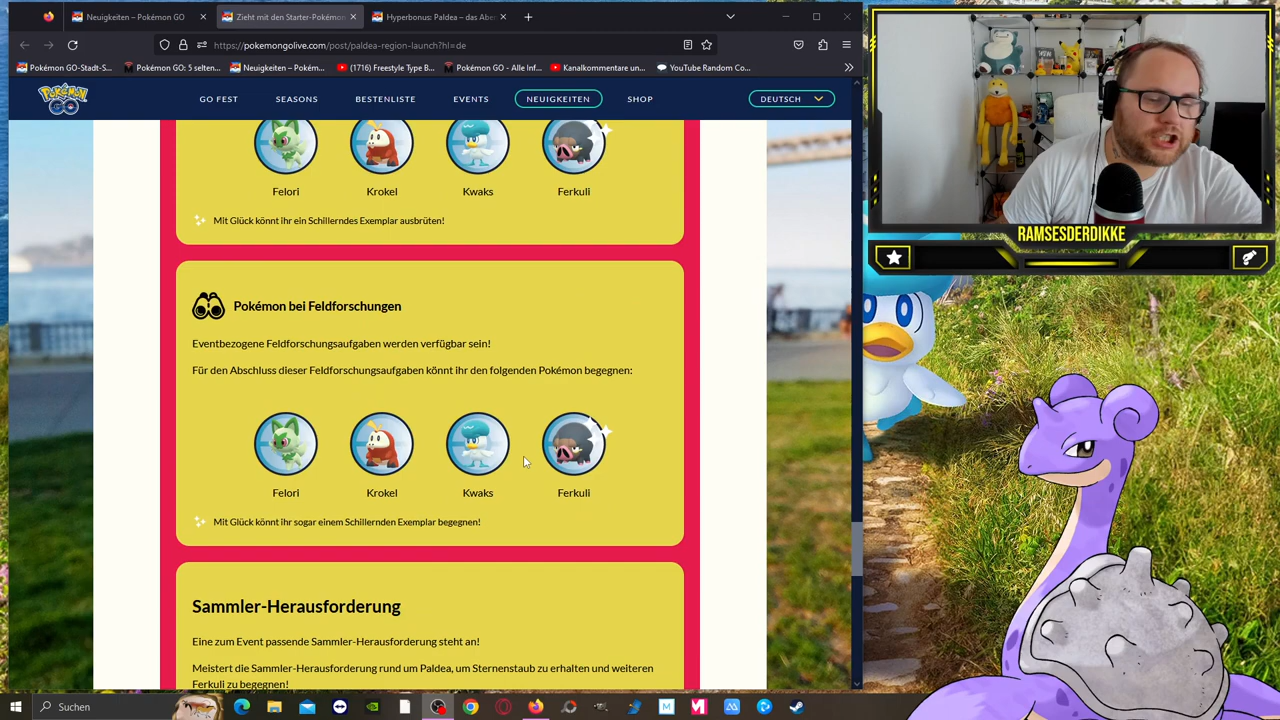 Neuigkeiten – Pokémon GO
Zieht mit den Starter-Pokémon
Hyperbonus: Paldea – das Aben
https://pokemongolive.com/post/paldea-region-launch?hl=de
Pokémon GO-Stadt-S...
Pokémon GO: 5 selten...
Neuigkeiten – Pokém...
Kanalkommentare un...
Pokémon GO - Alle Inf...
YouTube Random Co...
POKÉMON GO
GO FEST
SEASONS
BESTENLISTE
EVENTS
NEUIGKEITEN
SHOP
DEUTSCH
Felori
Krokel
Kwaks
Ferkuli
Mit Glück könnt ihr ein Schillerndes Exemplar ausbrüten!
Pokémon bei Feldforschungen
Eventbezogene Feldforschungsaufgaben werden verfügbar sein!
Für den Abschluss dieser Feldforschungsaufgaben könnt ihr den folgenden Pokémon begegnen:
Felori
Krokel
Kwaks
Ferkuli
Mit Glück könnt ihr sogar einem Schillernden Exemplar begegnen!
Sammler-Herausforderung
Eine zum Event passende Sammler-Herausforderung steht an!
Meistert die Sammler-Herausforderung rund um Paldea, um Sternenstaub zu erhalten und weiteren
Ferkuli zu begegnen!
RAMSESDERDIKKE
Suchen